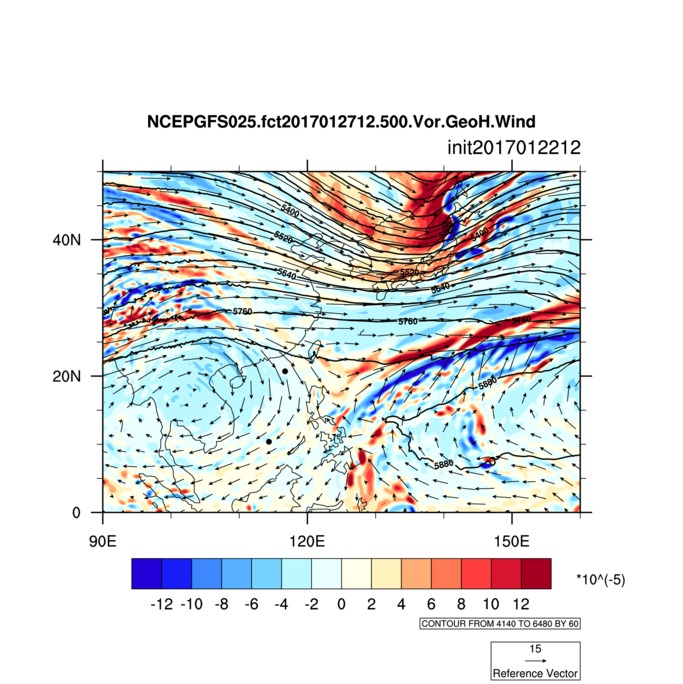 NCEPGFS025.fct2017012712.500.Vor.GeoH.Wind
init2017012212
40N
20N
0
90E 120E 150E
5400
5520
5640
5760
5400
5520
5640
5760
5880
5880
-12 -10 -8 -6 -4 -2 0 2 4 6 8 10 12
*10^(-5)
CONTOUR FROM 4140 TO 6480 BY 60
15
Reference Vector